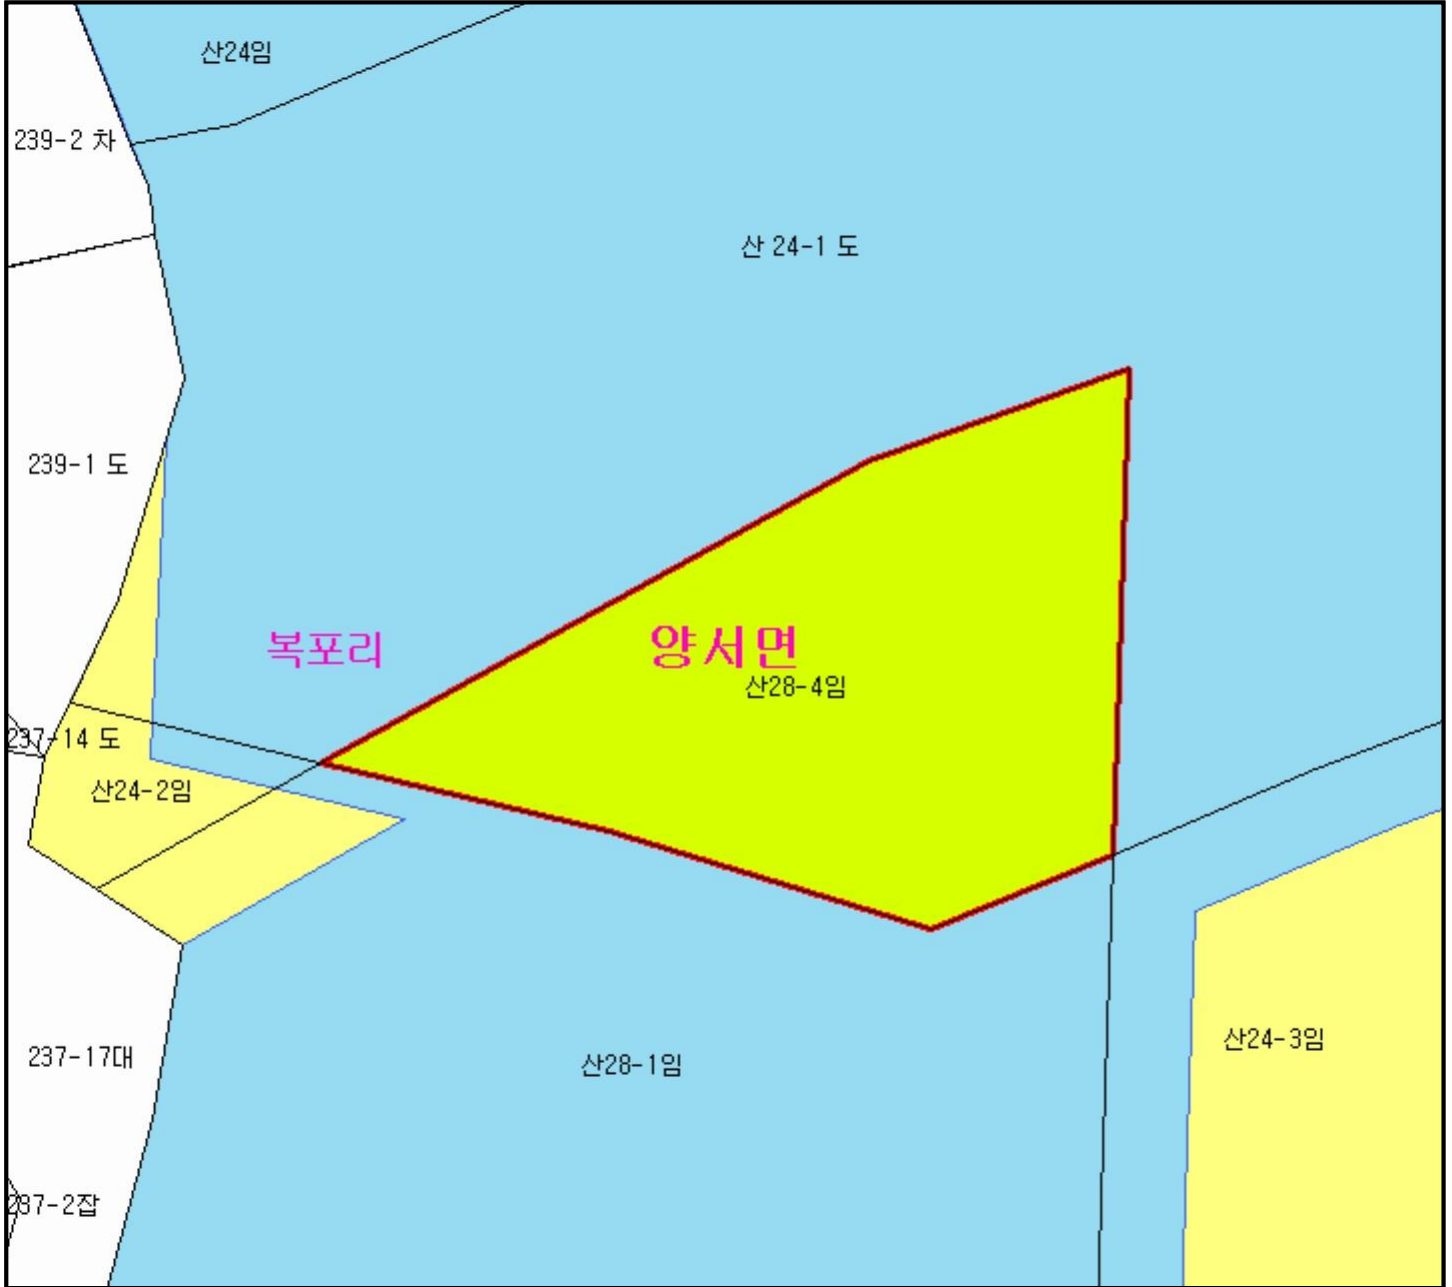 산24임
239-2 차
산 24-1 도
239-1 도
복포리
양서면
산28-4임
237-14 도
산24-2임
산24-3임
237-17대
산28-1임
237-2잡